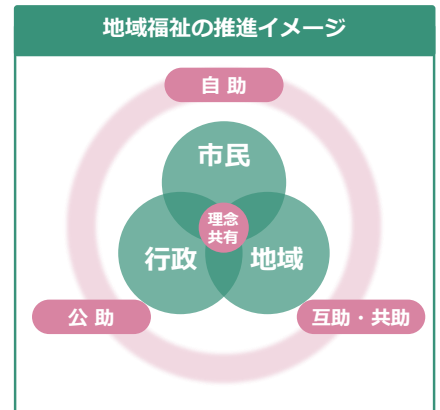 地域福祉の推進イメージ
自助
市民
理念
共有
行政
地域
公助
互助・共助